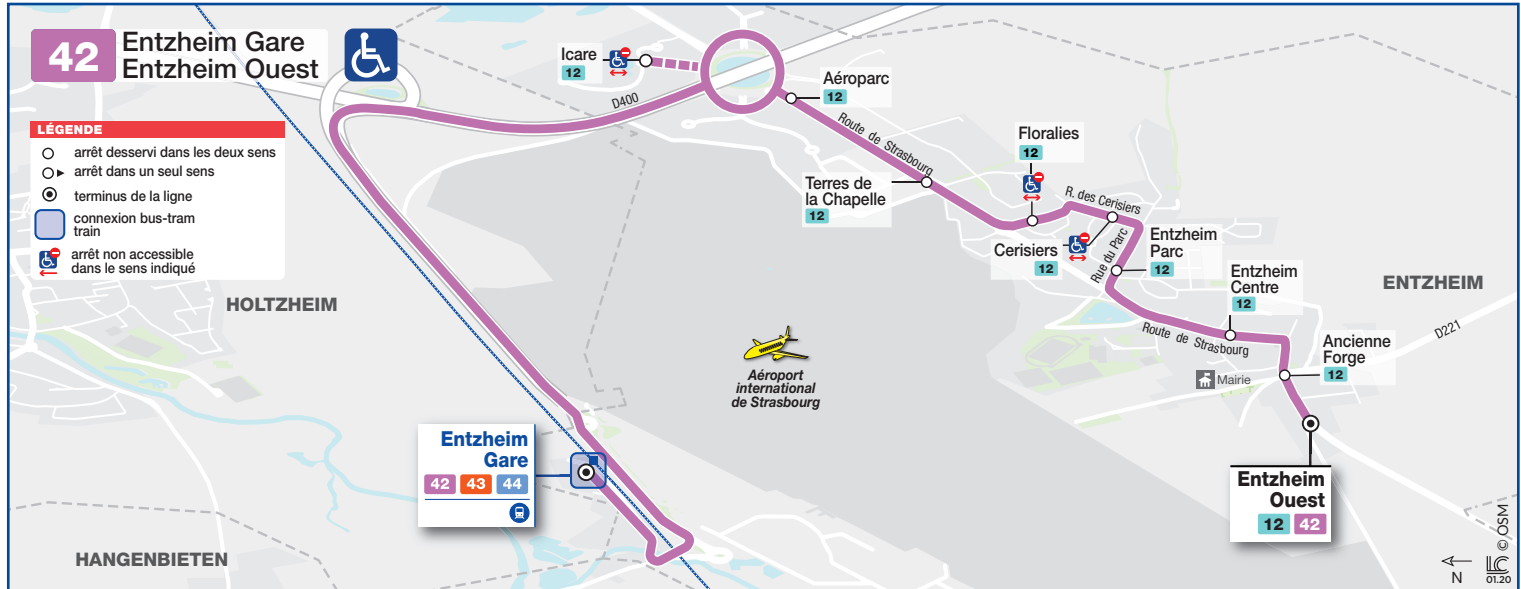 42
Entzheim Gare
Entzheim Ouest
LÉGENDE
arrêt desservi dans les deux sens
arrêt dans un seul sens
terminus de la ligne
connexion bus-tram
train
arrêt non accessible
dans le sens indiqué
Icare
12
D400
Aéroparc
12
Route de Strasbourg
Terres de
la Chapelle
12
Floralies
12
R. des Cerisiers
Cerisiers
12
Rue du Parc
Entzheim
Parc
12
Entzheim
Centre
12
Route de Strasbourg
ENTZHEIM
D221
Ancienne
Forge
12
Mairie
HOLTZHEIM
Aéroport
international
de Strasbourg
Entzheim
Gare
42 43 44
Entzheim
Ouest
12 42
HANGENBIETEN
N
LC
01.20
© OSM